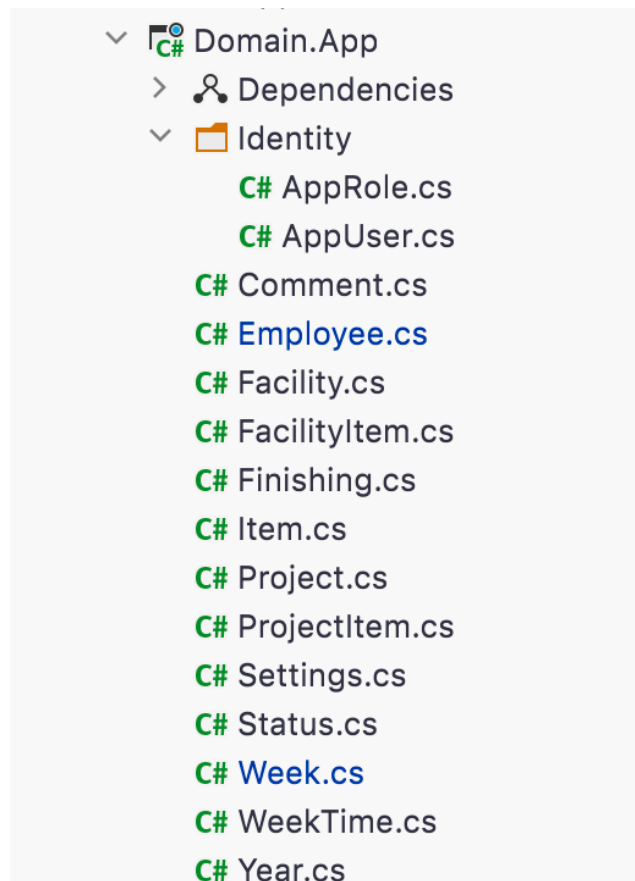 C# Domain.App
Dependencies
Identity
C# AppRole.cs
C# AppUser.cs
C# Comment.cs
C# Employee.cs
C# Facility.cs
C# FacilityItem.cs
C# Finishing.cs
C# Item.cs
C# Project.cs
C# ProjectItem.cs
C# Settings.cs
C# Status.cs
C# Week.cs
C# WeekTime.cs
C# Year.cs